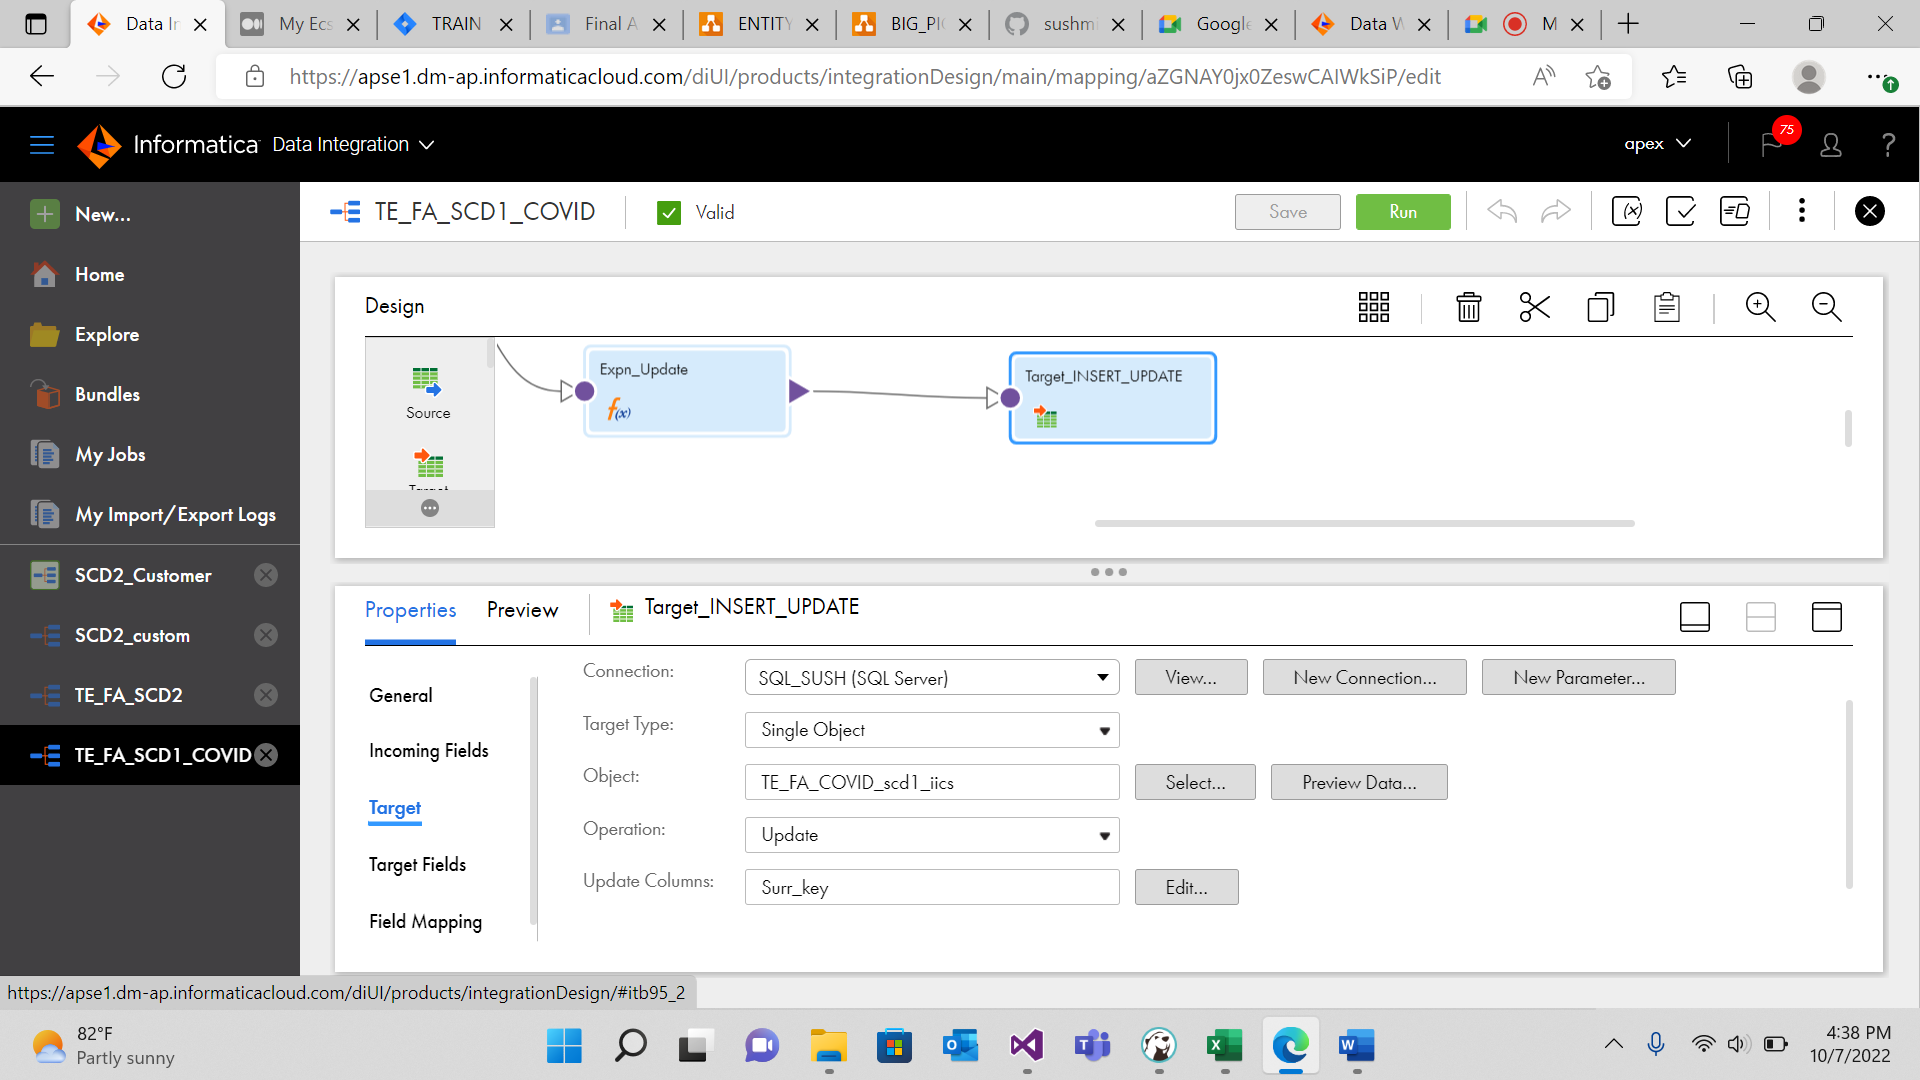 Data In
My Ecs
TRAIN
Final A
ENTITY
BIG_PIC
sushmi
Google
Data W
M
https://apse1.dm-ap.informaticacloud.com/diUI/products/integrationDesign/main/mapping/aZGNAY0jx0ZeswCAIWkSiP/edit
Informatica Data Integration
apex
75
?
New...
Home
Explore
Bundles
My Jobs
My Import/Export Logs
SCD2_Customer
SCD2_custom
TE_FA_SCD2
TE_FA_SCD1_COVID
TE_FA_SCD1_COVID
Valid
Save
Run
Design
Source
Target
Expn_Update
f(x)
Target_INSERT_UPDATE
Properties
Preview
Target_INSERT_UPDATE
General
Incoming Fields
Target
Target Fields
Field Mapping
Connection: SQL_SUSH (SQL Server) View... New Connection... New Parameter...
Target Type: Single Object
Object: TE_FA_COVID_scd1_iics Select... Preview Data...
Operation: Update
Update Columns: Surr_key Edit...
https://apse1.dm-ap.informaticacloud.com/diUI/products/integrationDesign/#itb95_2
82°F
Partly sunny
4:38 PM
10/7/2022